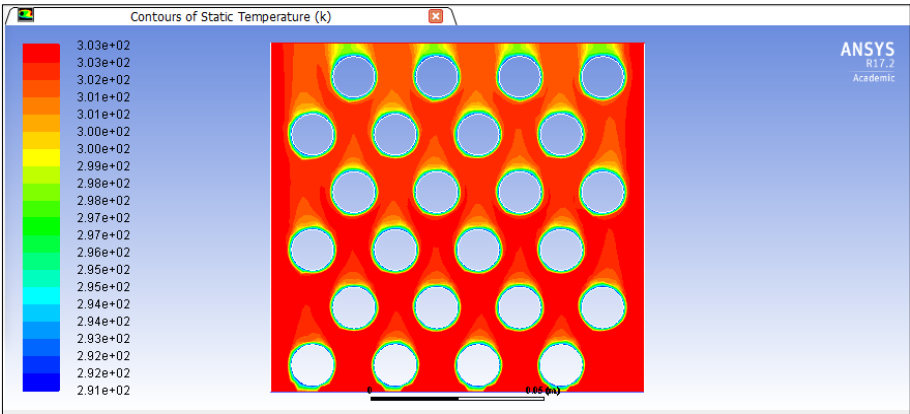 Contours of Static Temperature (k)
3.03e+02
3.03e+02
3.02e+02
3.01e+02
3.01e+02
3.00e+02
3.00e+02
2.99e+02
2.98e+02
2.98e+02
2.97e+02
2.97e+02
2.96e+02
2.95e+02
2.95e+02
2.94e+02
2.94e+02
2.93e+02
2.92e+02
2.92e+02
2.91e+02
ANSYS
R17.2
Academic
0
0.05 (m)